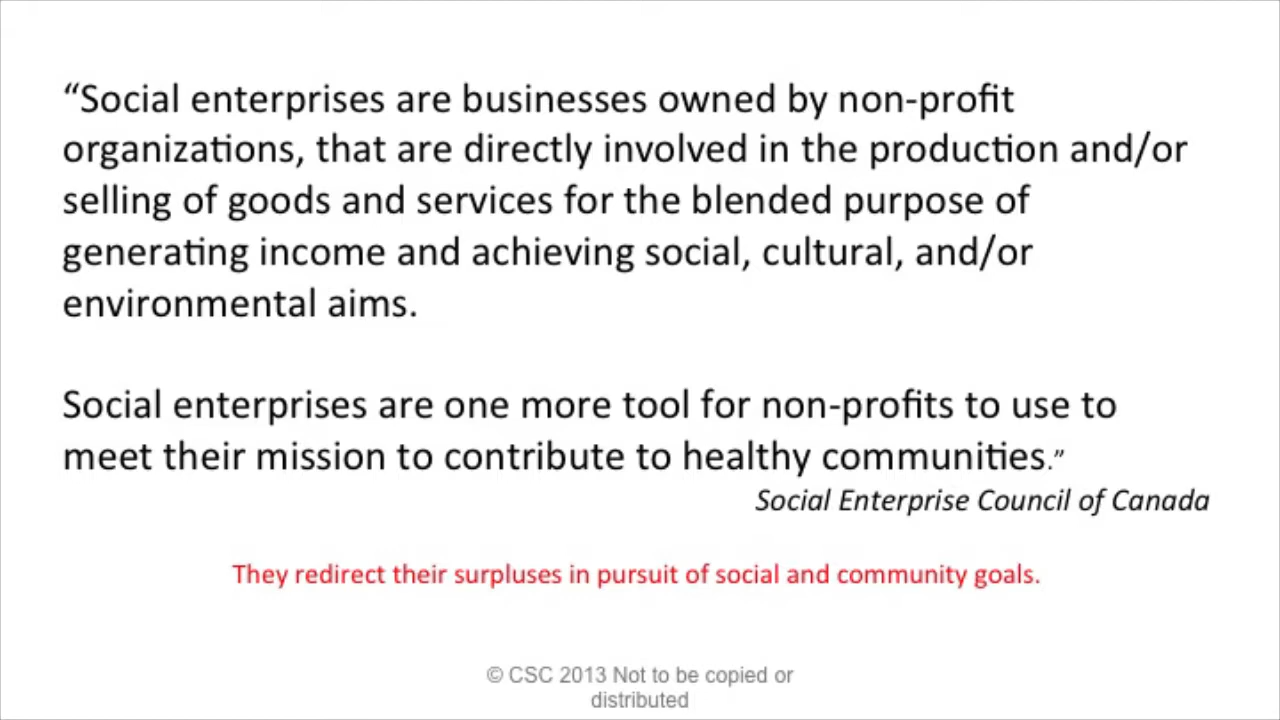 “Social enterprises are businesses owned by non-profit
organizations, that are directly involved in the production and/or
selling of goods and services for the blended purpose of
generating income and achieving social, cultural, and/or
environmental aims.
Social enterprises are one more tool for non-profits to use to
meet their mission to contribute to healthy communities.”
Social Enterprise Council of Canada
They redirect their surpluses in pursuit of social and community goals.
© CSC 2013 Not to be copied or
distributed